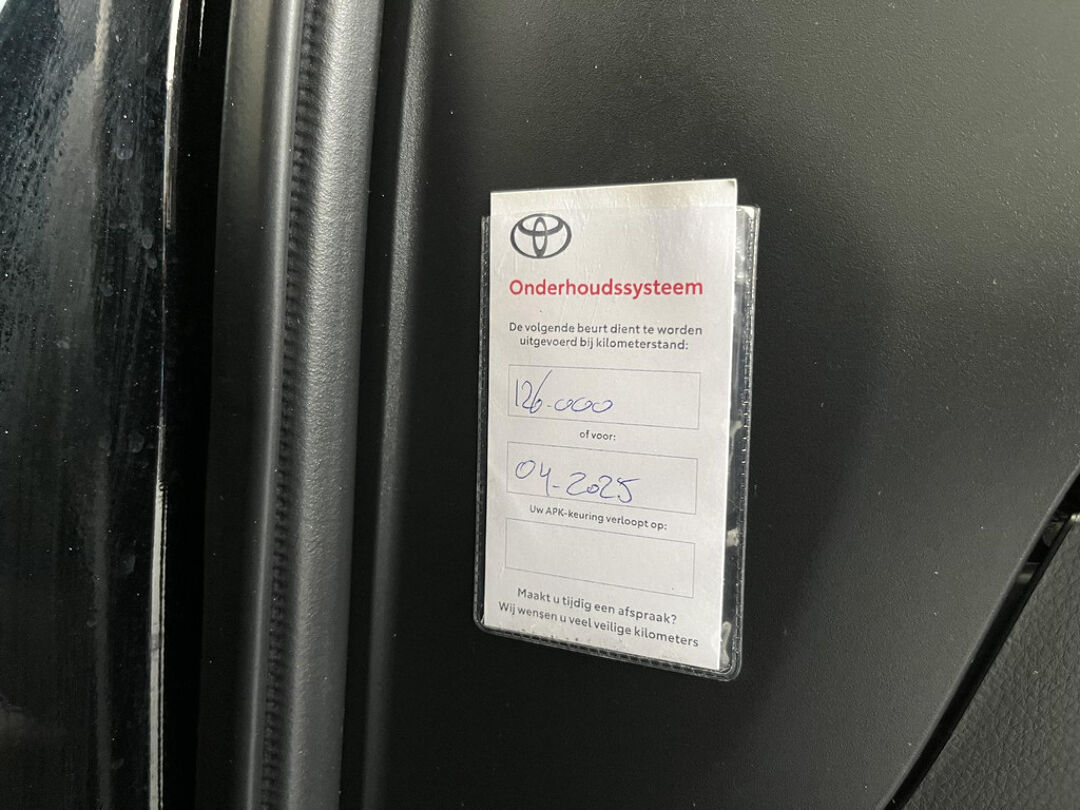 Onderhoudssysteem
De volgende beurt dient te worden
uitgevoerd bij kilometerstand:
126.000
of voor:
04-2025
Uw APK-keuring verloopt op:
Maakt u tijdig een afspraak?
Wij wensen u veel veilige kilometers